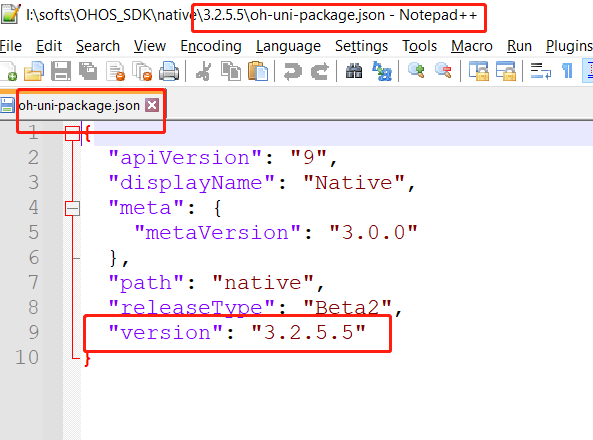 I:\softs\OHOS_SDK\native\3.2.5.5\oh-uni-package.json - Notepad++
File Edit Search View Encoding Language Settings Tools Macro Run Plugins
oh-uni-package.json
1 {
2 "apiVersion": "9",
3 "displayName": "Native",
4 "meta": {
5 "metaVersion": "3.0.0"
6 },
7 "path": "native",
8 "releaseType": "Beta2",
9 "version": "3.2.5.5"
10 }